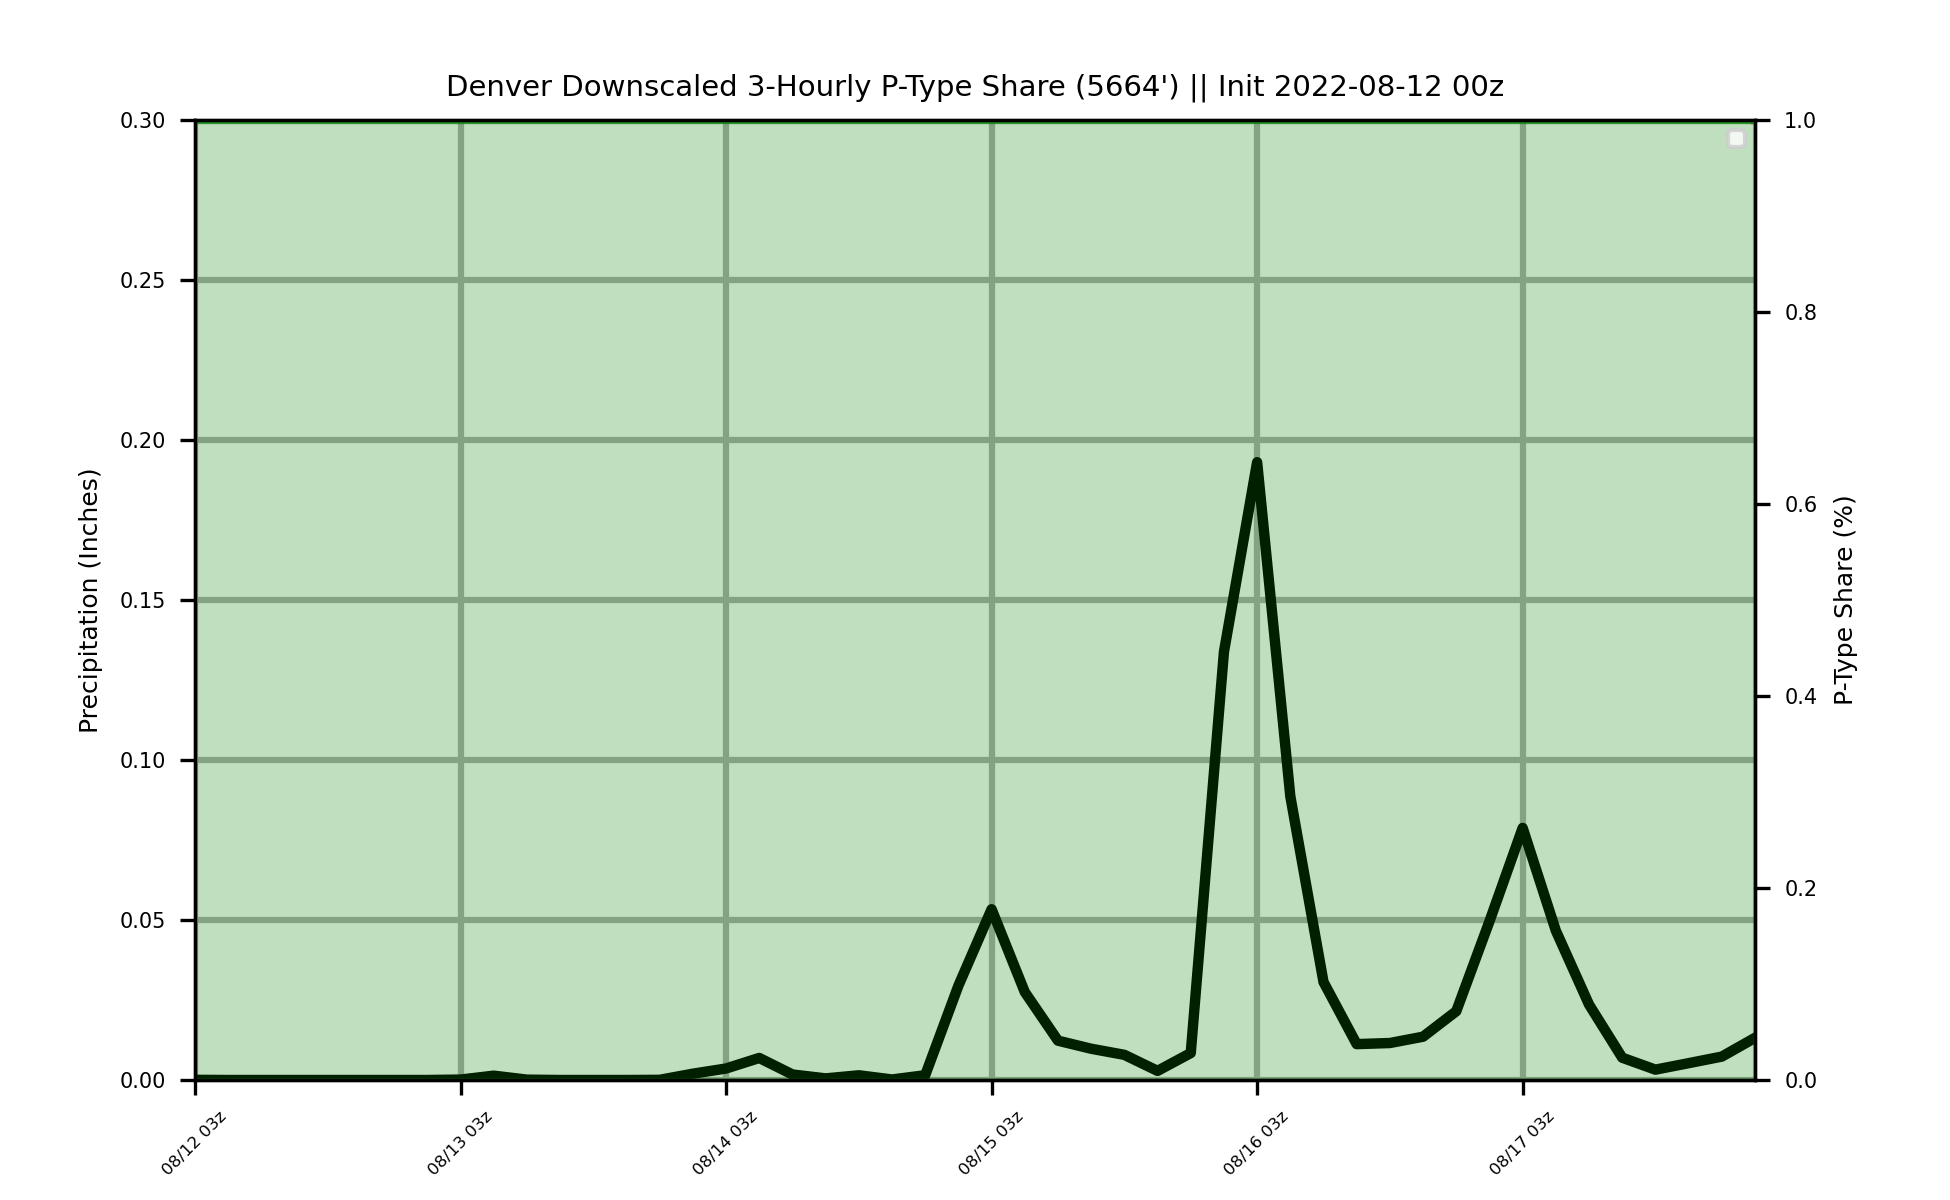 Denver Downscaled 3-Hourly P-Type Share (5664') || Init 2022-08-12 00z
0.30
0.25
0.20
0.15
0.10
0.05
0.00
Precipitation (Inches)
1.0
0.8
0.6
0.4
0.2
0.0
P-Type Share (%)
08/12 03z
08/13 03z
08/14 03z
08/15 03z
08/16 03z
08/17 03z